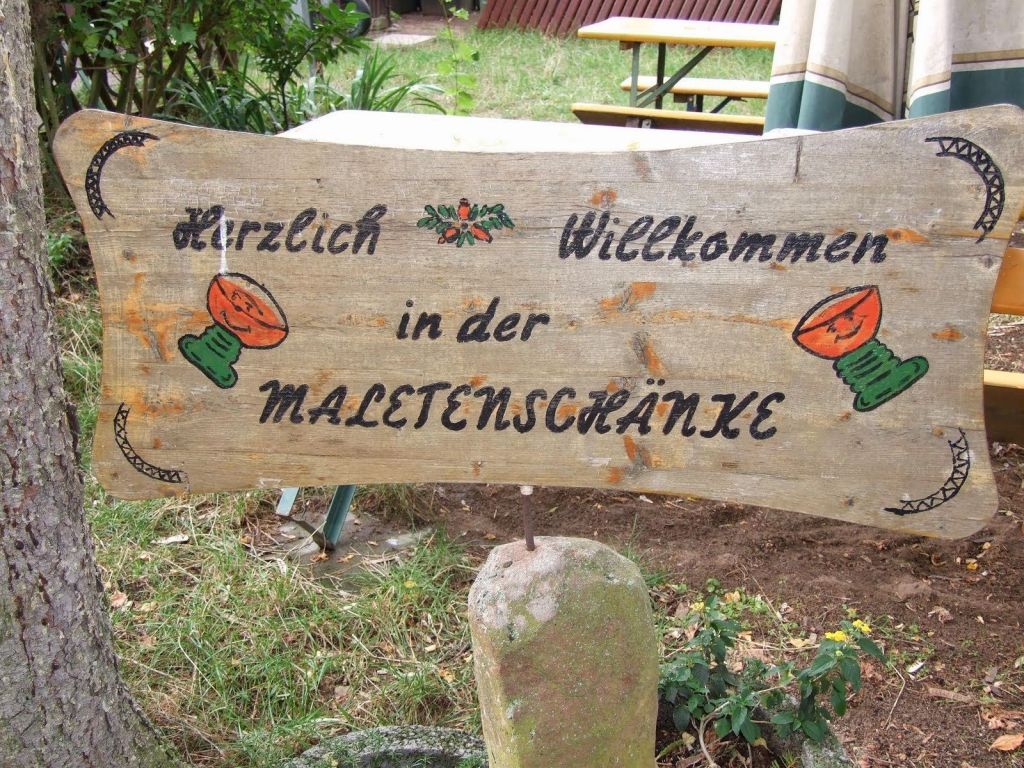 Herzlich Willkommen
in der
MALETENSCHÄNKE